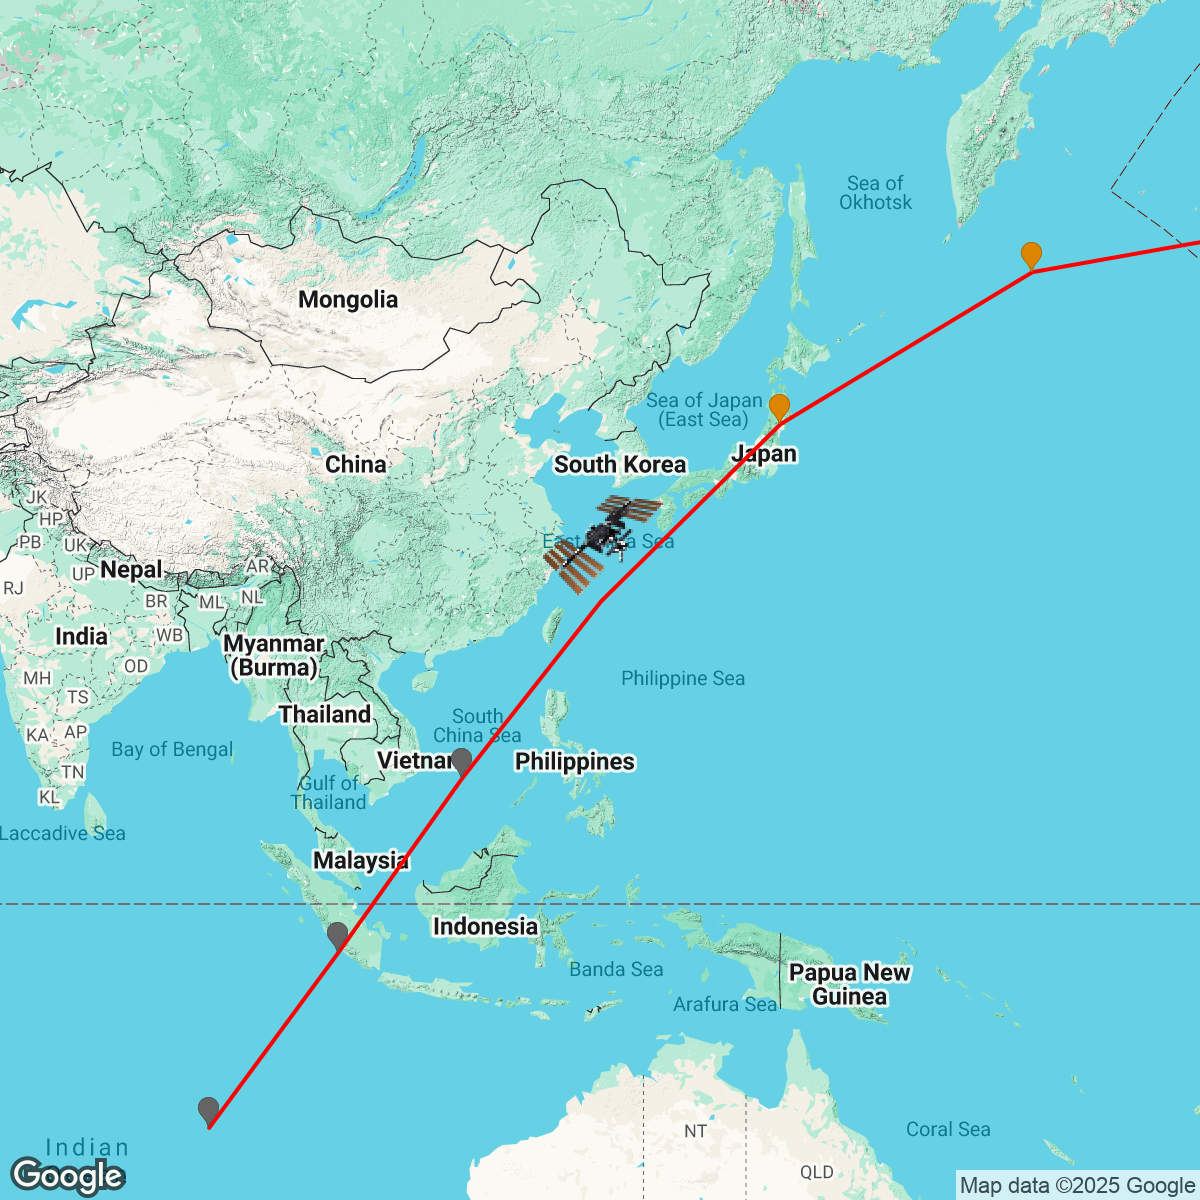 Sea of
Okhotsk
Mongolia
Sea of Japan
(East Sea)
Japan
South Korea
China
JK
HP
PB
UK
East China Sea
UP
Nepal
AR
RJ
BR
ML
NL
India
WB
Myanmar
(Burma)
OD
MH
TS
Philippine Sea
Thailand
South
China Sea
KA
AP
Bay of Bengal
Vietnam
Philippines
TN
Gulf of
Thailand
KL
Laccadive Sea
Malaysia
Indonesia
Banda Sea
Papua New
Guinea
Arafura Sea
NT
Coral Sea
Indian
QLD
Google
Map data ©2025 Google